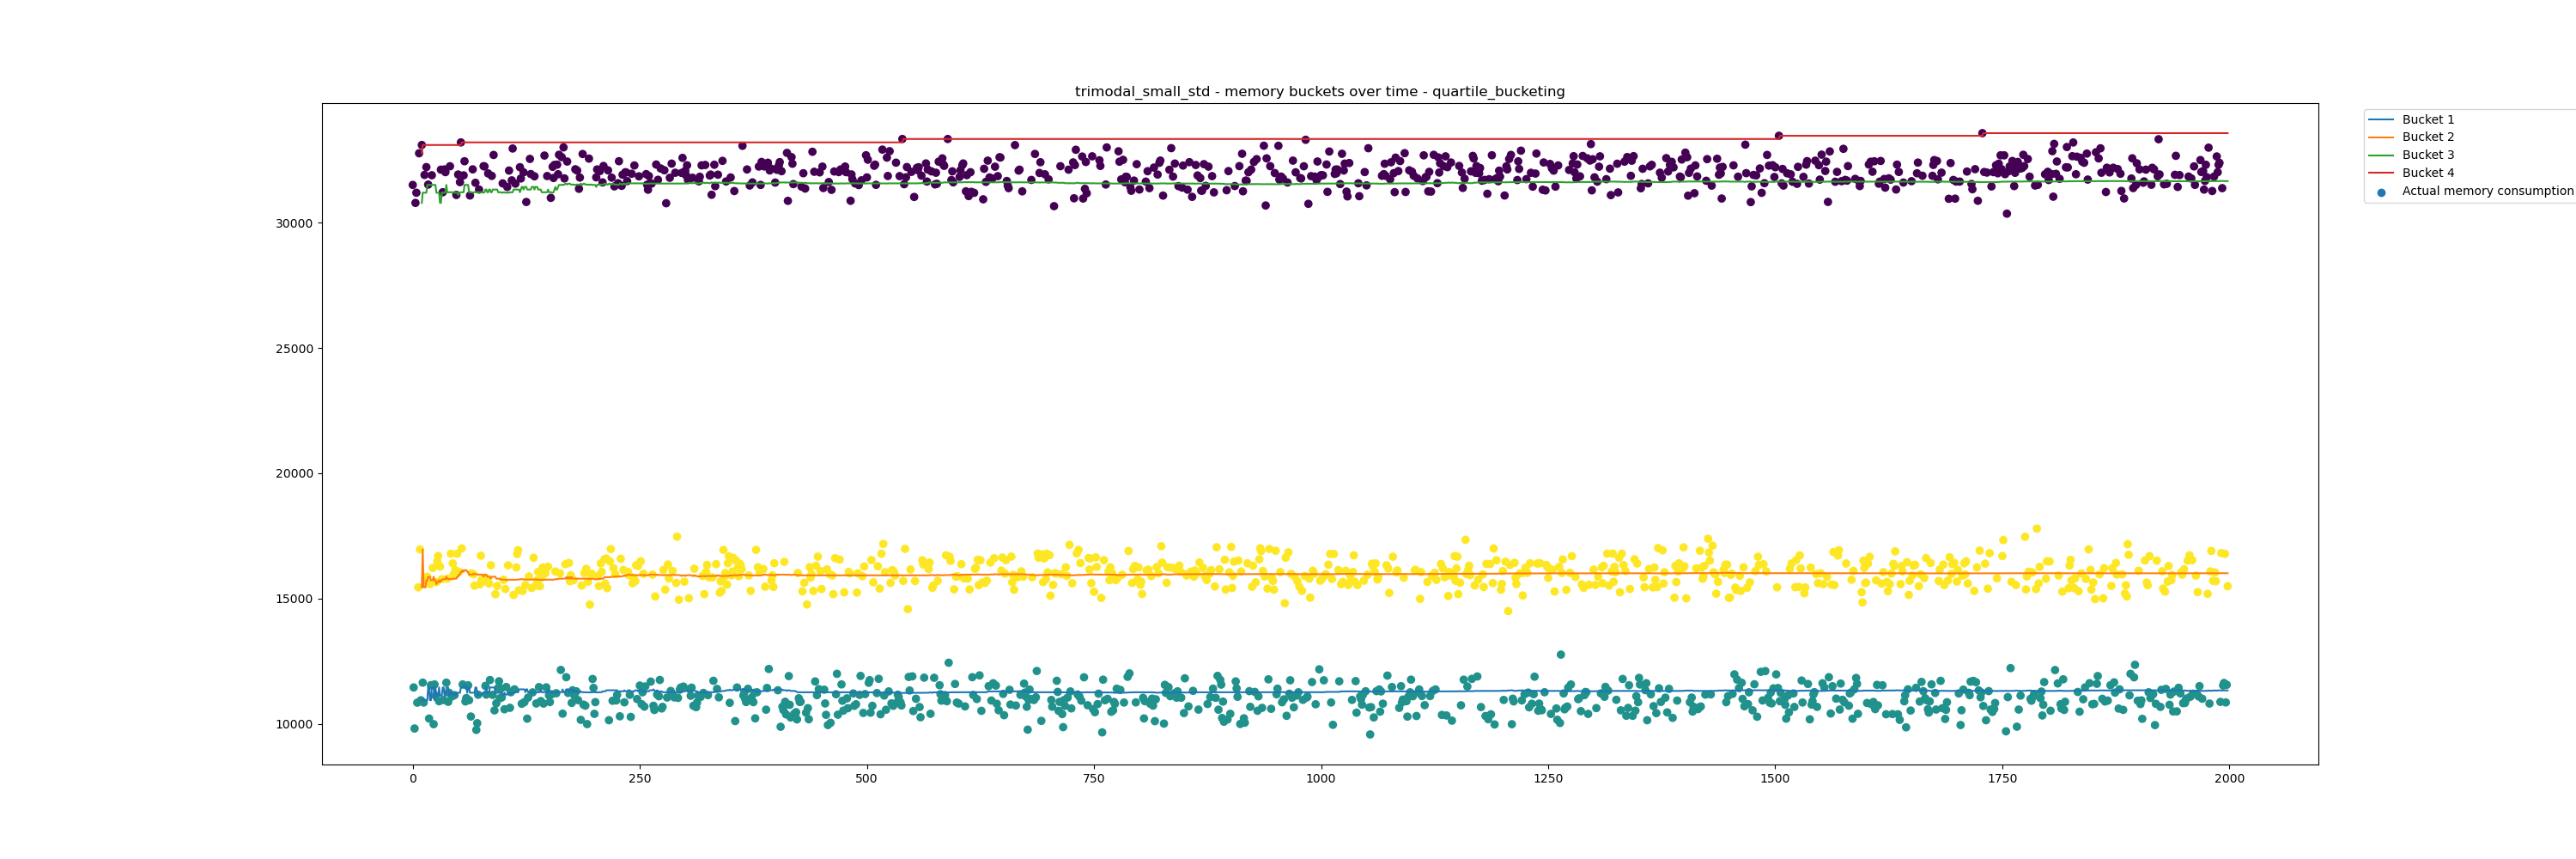 trimodal_small_std - memory buckets over time - quartile_bucketing
Bucket 1
Bucket 2
Bucket 3
Bucket 4
Actual memory consumption
30000
25000
20000
15000
10000
0 250 500 750 1000 1250 1500 1750 2000